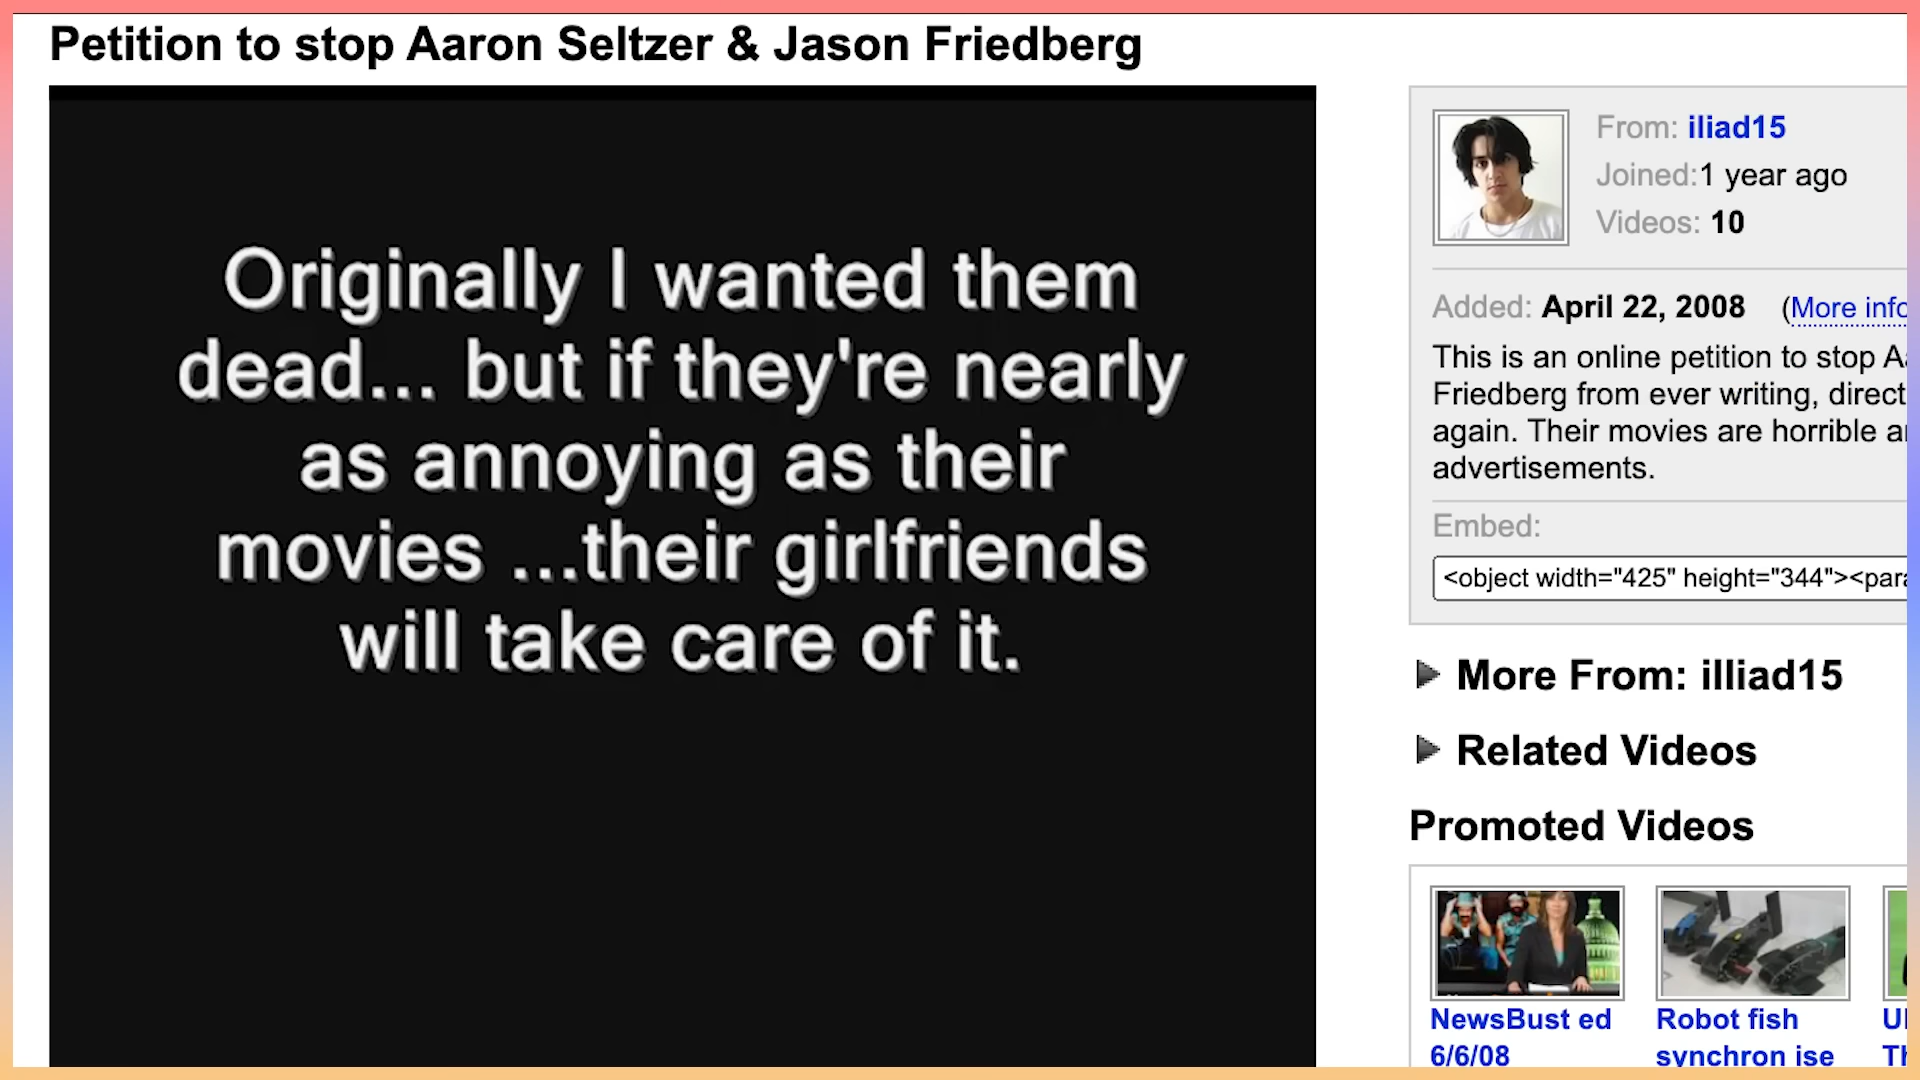 Petition to stop Aaron Seltzer & Jason Friedberg
Originally I wanted them
dead... but if they're nearly
as annoying as their
movies ...their girlfriends
will take care of it.
From: iliad15
Joined:1 year ago
Videos: 10
Added: April 22, 2008 (More info
This is an online petition to stop
Friedberg from ever writing, direct
again. Their movies are horrible
advertisements.
Embed:
<object width="425" height="344"><para
More From: illiad15
Related Videos
Promoted Videos
NewsBust ed
6/6/08
Robot fish
synchron ise